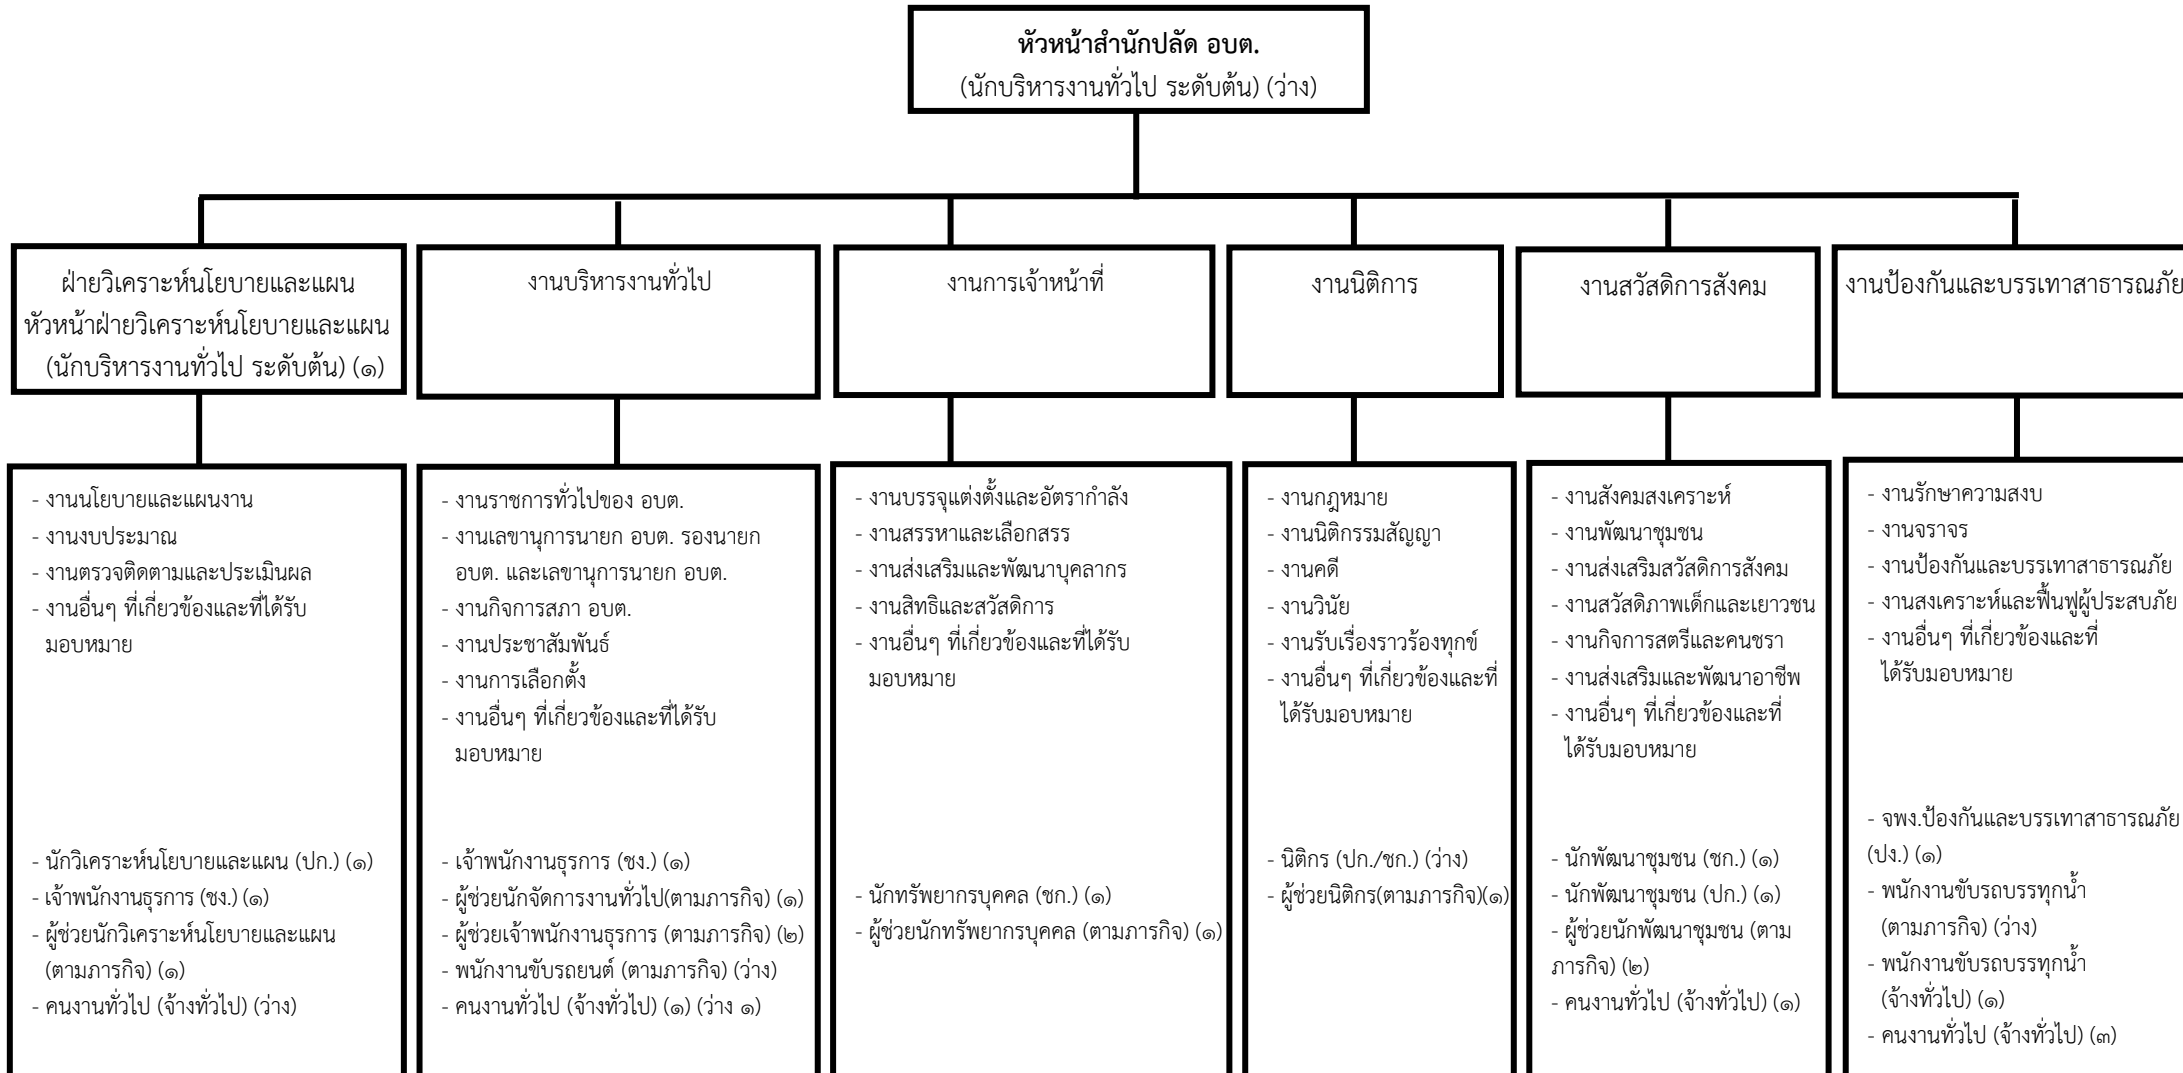 หัวหน้าสำนักปลัด อบต.
(นักบริหารงานทั่วไป ระดับต้น) (ว่าง)
ฝ่ายวิเคราะห์นโยบายและแผน
หัวหน้าฝ่ายวิเคราะห์นโยบายและแผน
(นักบริหารงานทั่วไป ระดับต้น) (๑)
งานบริหารงานทั่วไป
งานการเจ้าหน้าที่
งานนิติการ
งานสวัสดิการสังคม
งานป้องกันและบรรเทาสาธารณภัย
- งานนโยบายและแผนงาน
- งานงบประมาณ
- งานตรวจติดตามและประเมินผล
- งานอื่นๆ ที่เกี่ยวข้องและที่ได้รับ
มอบหมาย
- นักวิเคราะห์นโยบายและแผน (ปก.) (๑)
- เจ้าพนักงานธุรการ (ชง.) (๑)
- ผู้ช่วยนักวิเคราะห์นโยบายและแผน
(ตามภารกิจ) (๑)
- คนงานทั่วไป (จ้างทั่วไป) (ว่าง)
- งานราชการทั่วไปของ อบต.
- งานเลขานุการนายก อบต. รองนายก
อบต. และเลขานุการนายก อบต.
- งานกิจการสภา อบต.
- งานประชาสัมพันธ์
- งานการเลือกตั้ง
- งานอื่นๆ ที่เกี่ยวข้องและที่ได้รับ
มอบหมาย
- เจ้าพนักงานธุรการ (ชง.) (๑)
- ผู้ช่วยนักจัดการงานทั่วไป(ตามภารกิจ) (๑)
- ผู้ช่วยเจ้าพนักงานธุรการ (ตามภารกิจ) (๒)
- พนักงานขับรถยนต์ (ตามภารกิจ) (ว่าง)
- คนงานทั่วไป (จ้างทั่วไป) (๑) (ว่าง ๑)
- งานบรรจุแต่งตั้งและอัตรากำลัง
- งานสรรหาและเลือกสรร
- งานส่งเสริมและพัฒนาบุคลากร
- งานสิทธิและสวัสดิการ
- งานอื่นๆ ที่เกี่ยวข้องและที่ได้รับ
มอบหมาย
- นักทรัพยากรบุคคล (ชก.) (๑)
- ผู้ช่วยนักทรัพยากรบุคคล (ตามภารกิจ) (๑)
- งานกฎหมาย
- งานนิติกรรมสัญญา
- งานคดี
- งานวินัย
- งานรับเรื่องราวร้องทุกข์
- งานอื่นๆ ที่เกี่ยวข้องและที่
ได้รับมอบหมาย
- นิติกร (ปก./ชก.) (ว่าง)
- ผู้ช่วยนิติกร(ตามภารกิจ)(๑)
- งานสังคมสงเคราะห์
- งานพัฒนาชุมชน
- งานส่งเสริมสวัสดิการสังคม
- งานสวัสดิภาพเด็กและเยาวชน
- งานกิจการสตรีและคนชรา
- งานส่งเสริมและพัฒนาอาชีพ
- งานอื่นๆ ที่เกี่ยวข้องและที่
ได้รับมอบหมาย
- นักพัฒนาชุมชน (ชก.) (๑)
- นักพัฒนาชุมชน (ปก.) (๑)
- ผู้ช่วยนักพัฒนาชุมชน (ตาม
ภารกิจ) (๒)
- คนงานทั่วไป (จ้างทั่วไป) (๑)
- งานรักษาความสงบ
- งานจราจร
- งานป้องกันและบรรเทาสาธารณภัย
- งานสงเคราะห์และฟื้นฟูผู้ประสบภัย
- งานอื่นๆ ที่เกี่ยวข้องและที่
ได้รับมอบหมาย
- จพง.ป้องกันและบรรเทาสาธารณภัย
(ปง.) (๑)
- พนักงานขับรถบรรทุกน้ำ
(ตามภารกิจ) (ว่าง)
- พนักงานขับรถบรรทุกน้ำ
(จ้างทั่วไป) (๑)
- คนงานทั่วไป (จ้างทั่วไป) (๓)